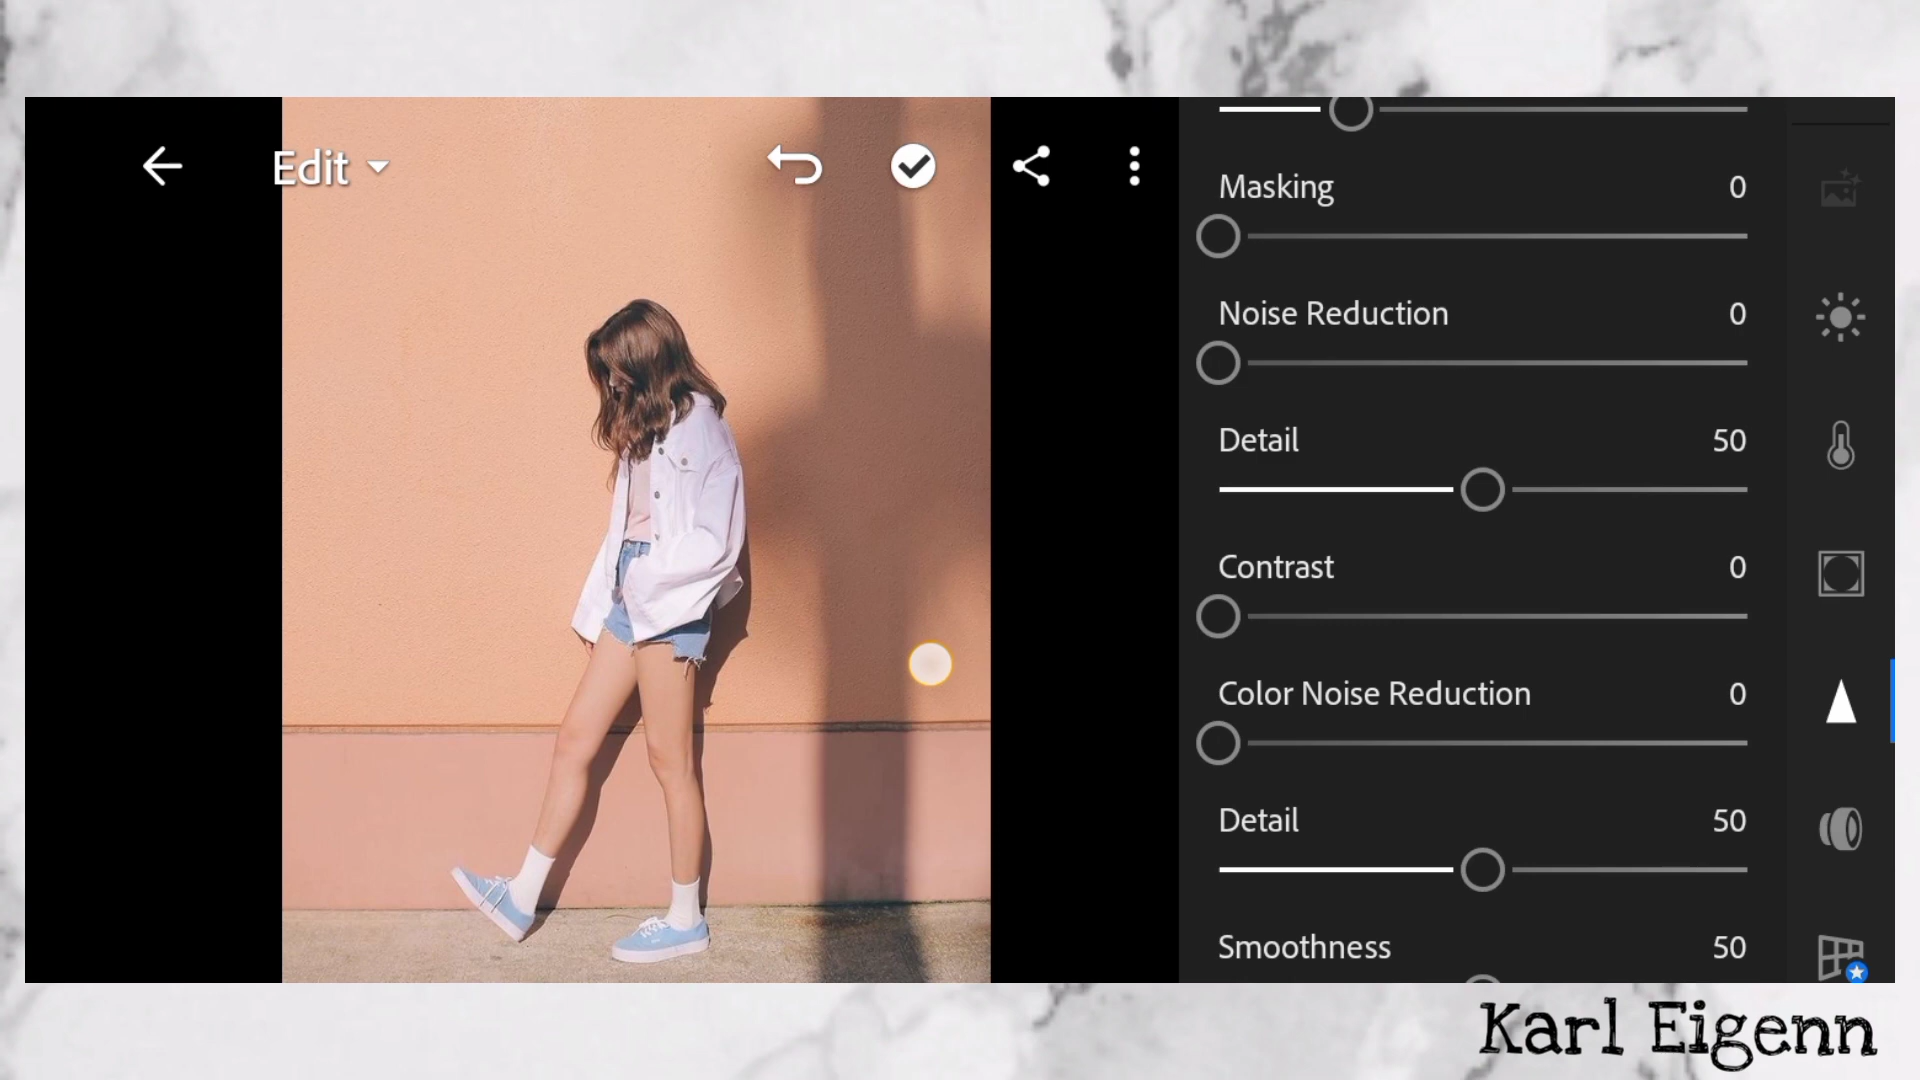 Edit
Masking 0
Noise Reduction 0
Detail 50
Contrast 0
Color Noise Reduction 0
Detail 50
Smoothness 50
Karl Eigenn